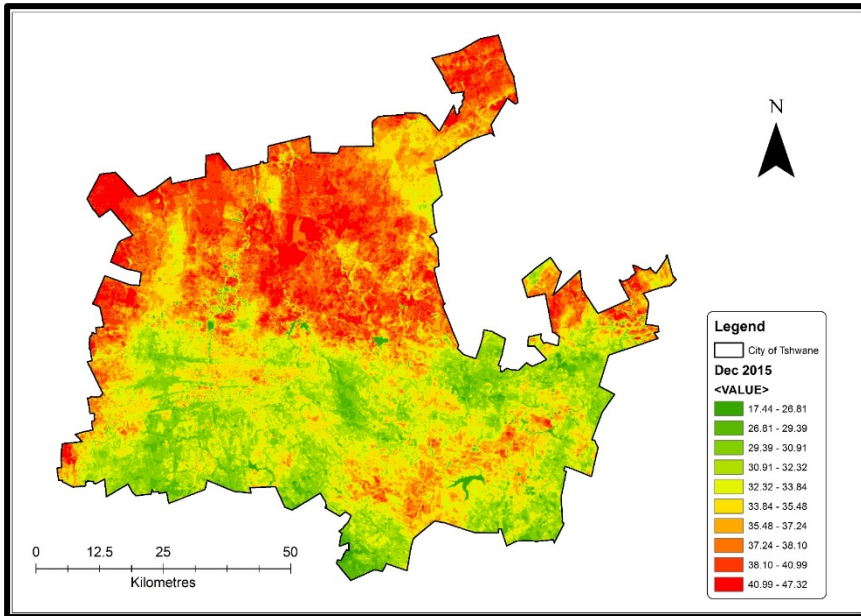 N
Legend
City of Tshwane
Dec 2015
<VALUE>
17.44 - 26.81
26.81 - 29.39
29.39 - 30.91
30.91 - 32.32
32.32 - 33.84
33.84 - 35.48
35.48 - 37.24
37.24 - 38.10
38.10 - 40.99
40.99 - 47.32
0 12.5 25 50
Kilometres